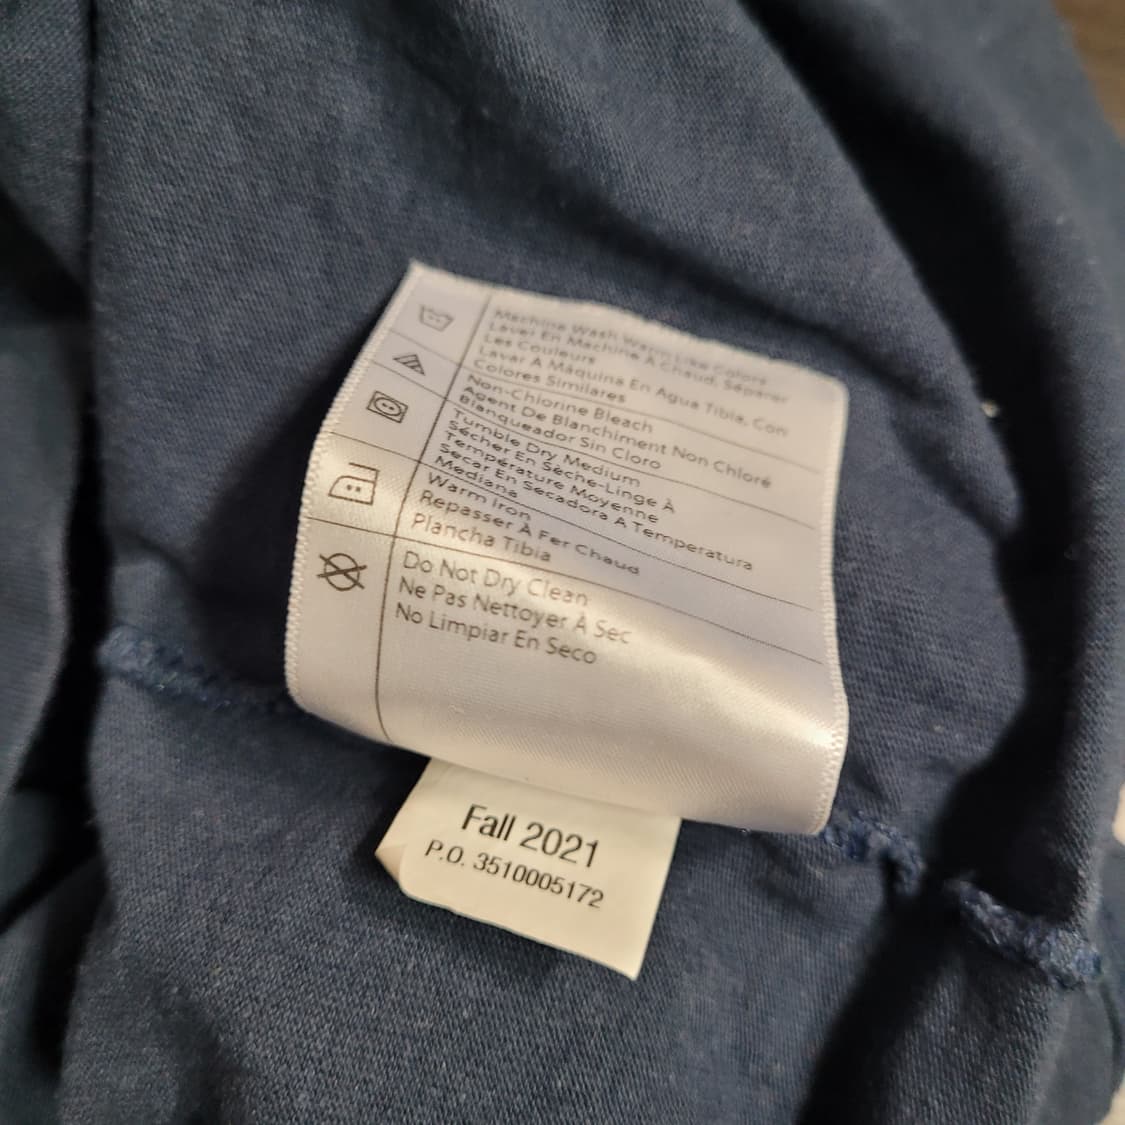 Machine Wash Warm Like Colors
Laver En Machine À Chaud, Séparer
Les Couleurs
Lavar A Máquina En Agua Tibia, Con
Colores Similares
Non-Chlorine Bleach
Agent De Blanchiment Non Chloré
Blanqueador Sin Cloro
Tumble Dry Medium
Sécher En Sèche-Linge À
Température Moyenne
Secar En Secadora A Temperatura
Mediana
Warm Iron
Repasser À Fer Chaud
Plancha Tibia
Do Not Dry Clean
Ne Pas Nettoyer À Sec
No Limpiar En Seco
Fall 2021
P.O. 3510005172